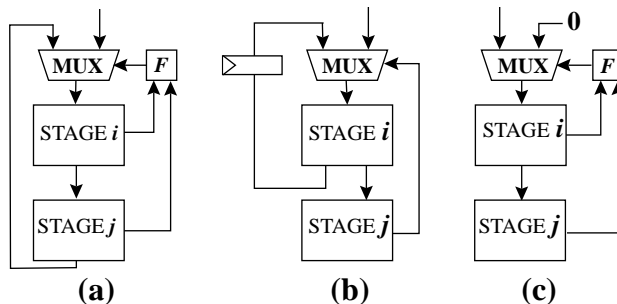 0
MUX F MUX MUX F
STAGE i STAGE i STAGE i
STAGE j STAGE j STAGE j
(a) (b) (c)